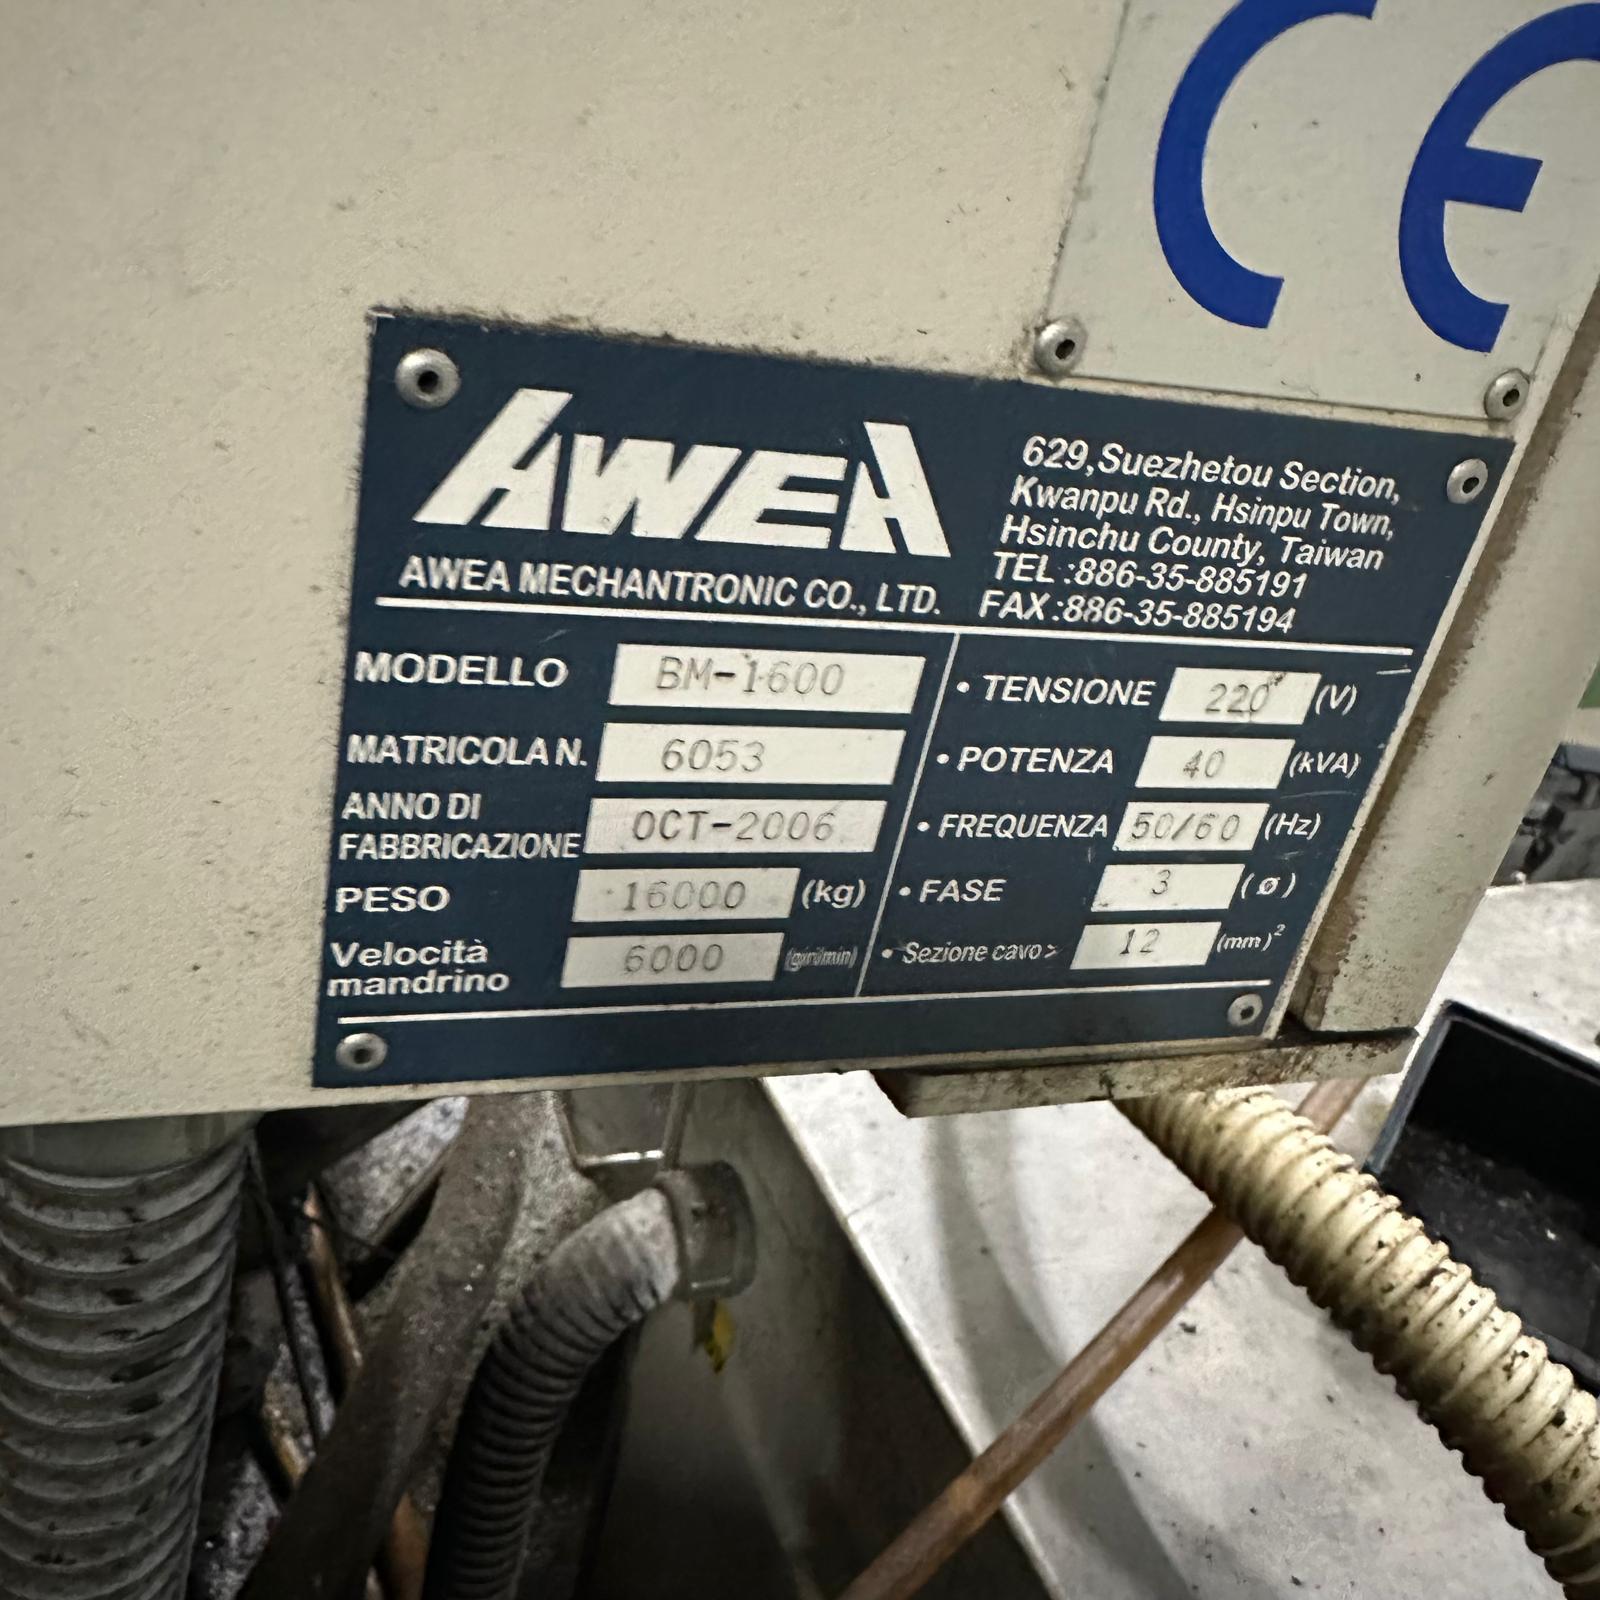 CE
AWEA
AWEA MECHANTRONIC CO., LTD.
629,Suezhetou Section,
Kwanpu Rd., Hsinpu Town,
Hsinchu County, Taiwan
TEL :886-35-885191
FAX :886-35-885194
MODELLO BM-1600
MATRICOLA N. 6053
ANNO DI
FABBRICAZIONE OCT-2006
PESO 16000 (kg)
Velocità
mandrino 6000 (giri/min)
• TENSIONE 220 (V)
• POTENZA 40 (kVA)
• FREQUENZA 50/60 (Hz)
• FASE 3 (ø)
• Sezione cavo> 12 (mm)²